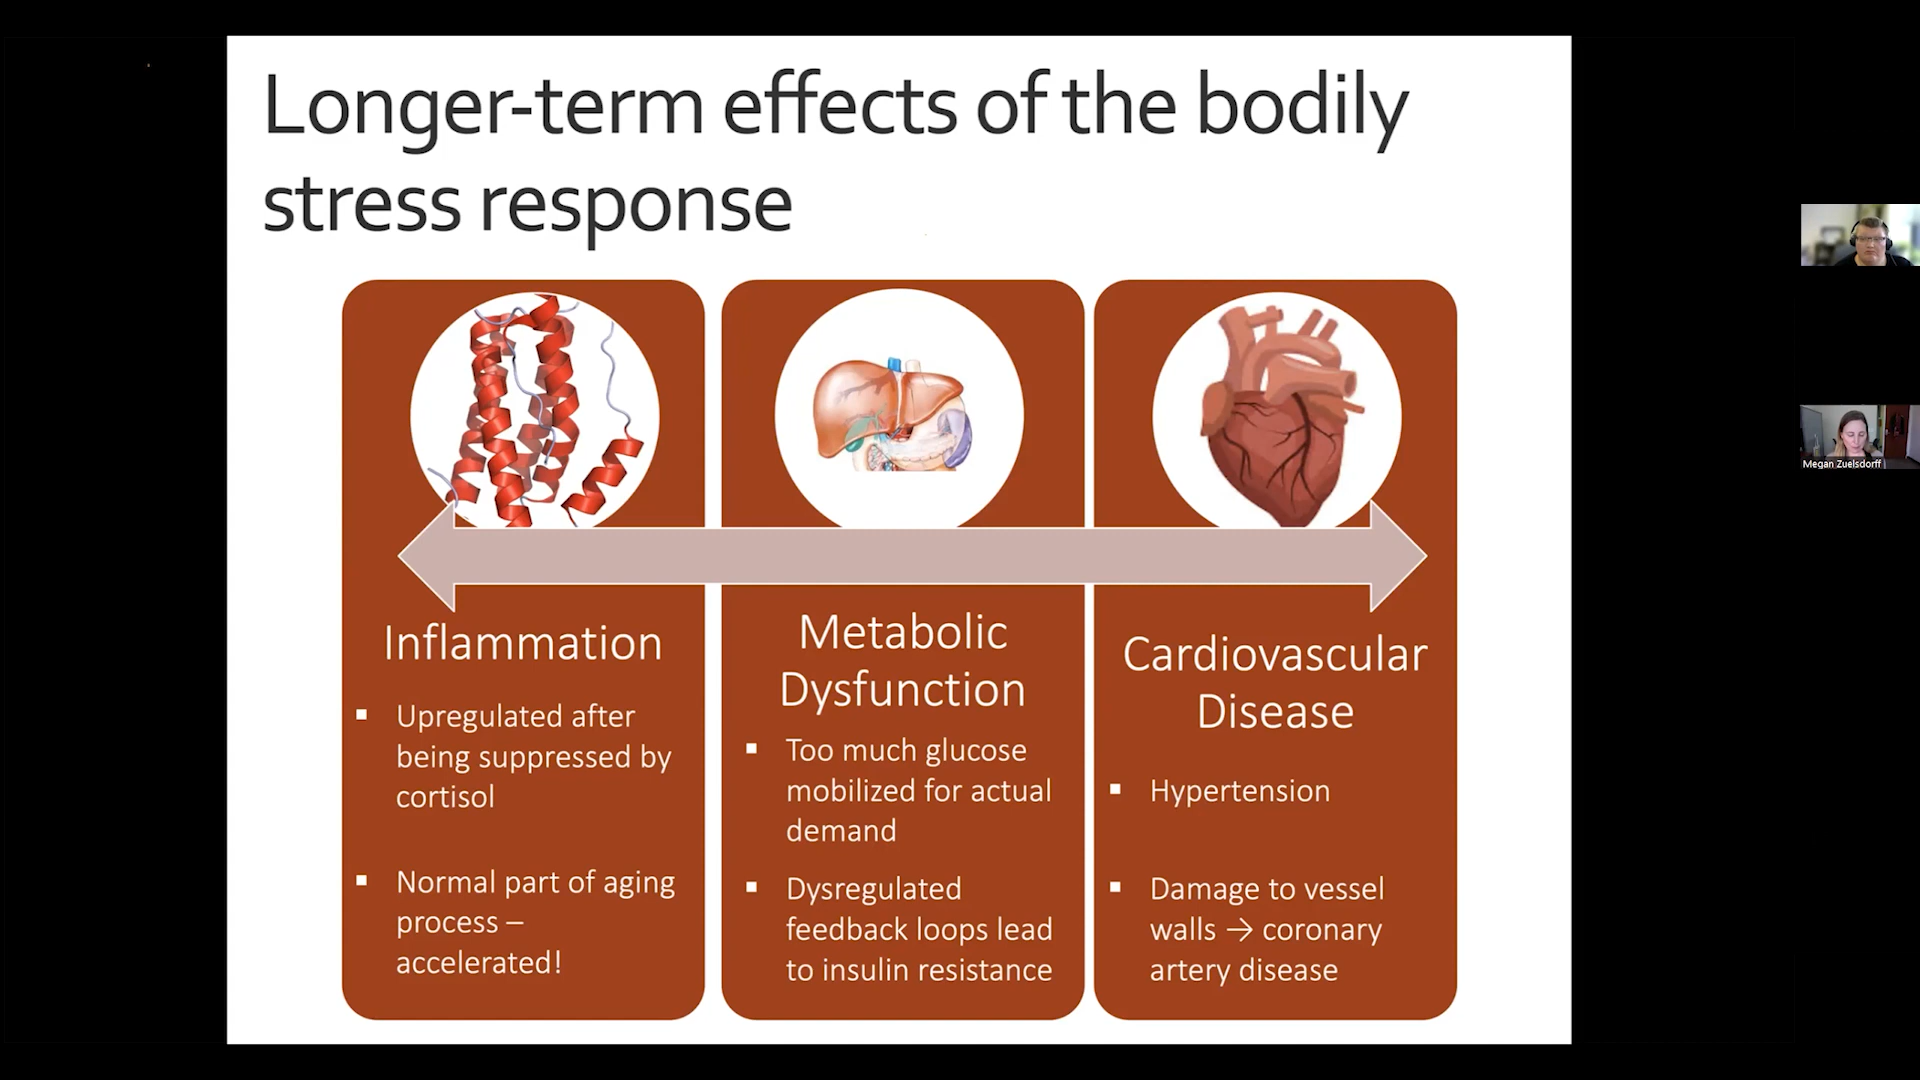 Longer-term effects of the bodily
stress response
Inflammation
▪ Upregulated after
being suppressed by
cortisol
▪ Normal part of aging
process –
accelerated!
Metabolic
Dysfunction
▪ Too much glucose
mobilized for actual
demand
▪ Dysregulated
feedback loops lead
to insulin resistance
Cardiovascular
Disease
▪ Hypertension
▪ Damage to vessel
walls → coronary
artery disease
Megan Zuelsdorff